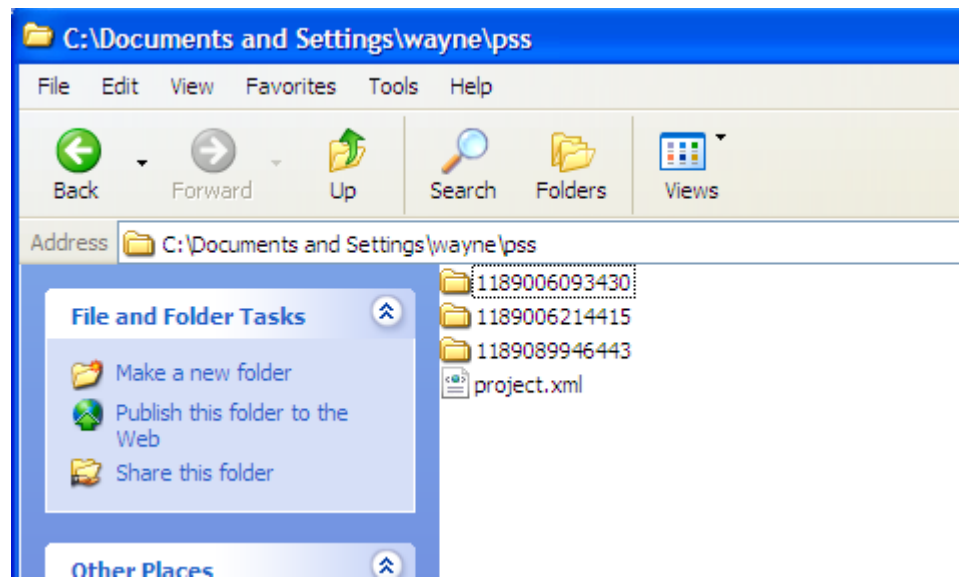 C:\Documents and Settings\wayne\pss
File Edit View Favorites Tools Help
Back Forward Up Search Folders Views
Address C:\Documents and Settings\wayne\pss
File and Folder Tasks
Make a new folder
Publish this folder to the
Web
Share this folder
Other Places
1189006093430
1189006214415
1189089946443
project.xml